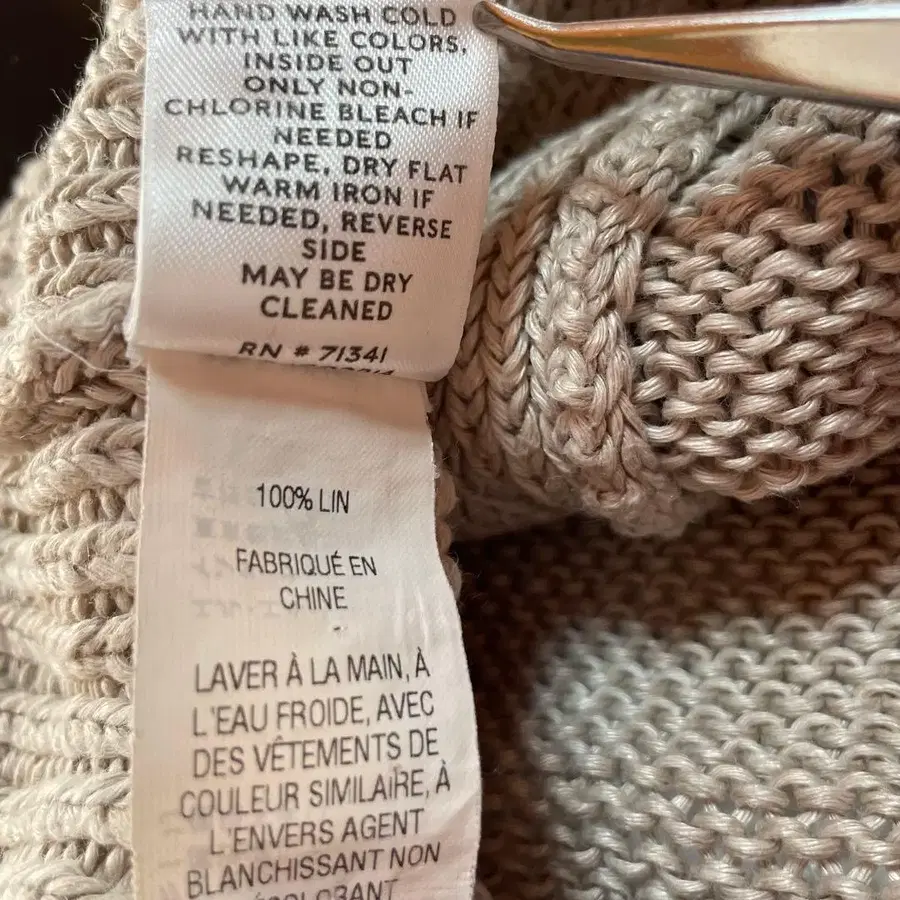 HAND WASH COLD
WITH LIKE COLORS,
INSIDE OUT
ONLY NON-
CHLORINE BLEACH IF
NEEDED
RESHAPE, DRY FLAT
WARM IRON IF
NEEDED, REVERSE
SIDE
MAY BE DRY
CLEANED
RN # 71341
100% LIN
FABRIQUÉ EN
CHINE
LAVER À LA MAIN, À
L'EAU FROIDE, AVEC
DES VÊTEMENTS DE
COULEUR SIMILAIRE, À
L'ENVERS AGENT
BLANCHISSANT NON